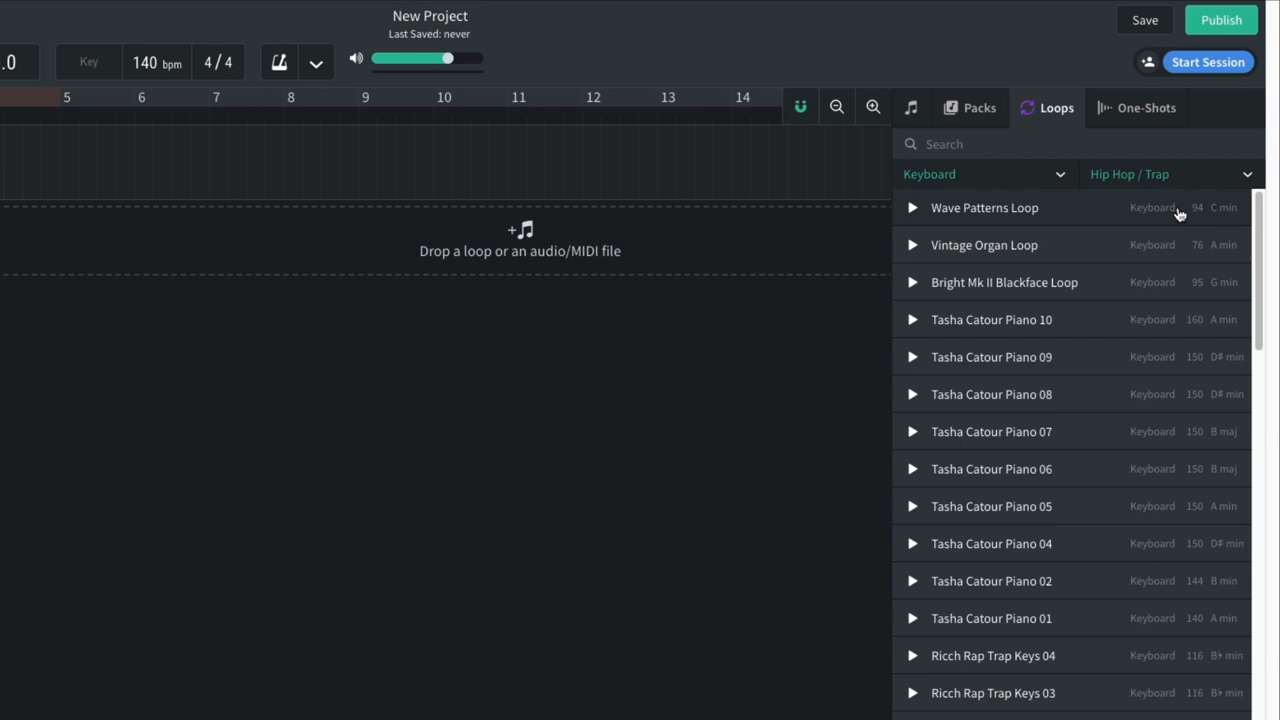 New Project
Last Saved: never
Save
Publish
.0
Key
140 bpm
4 / 4
Start Session
5 6 7 8 9 10 11 12 13 14
Packs
Loops
One-Shots
Search
Keyboard
Hip Hop / Trap
Drop a loop or an audio/MIDI file
Wave Patterns Loop Keyboard 94 C min
Vintage Organ Loop Keyboard 76 A min
Bright Mk II Blackface Loop Keyboard 95 G min
Tasha Catour Piano 10 Keyboard 160 A min
Tasha Catour Piano 09 Keyboard 150 D# min
Tasha Catour Piano 08 Keyboard 150 D# min
Tasha Catour Piano 07 Keyboard 150 B maj
Tasha Catour Piano 06 Keyboard 150 B maj
Tasha Catour Piano 05 Keyboard 150 A min
Tasha Catour Piano 04 Keyboard 150 D# min
Tasha Catour Piano 02 Keyboard 144 B min
Tasha Catour Piano 01 Keyboard 140 A min
Ricch Rap Trap Keys 04 Keyboard 116 B♭ min
Ricch Rap Trap Keys 03 Keyboard 116 B♭ min